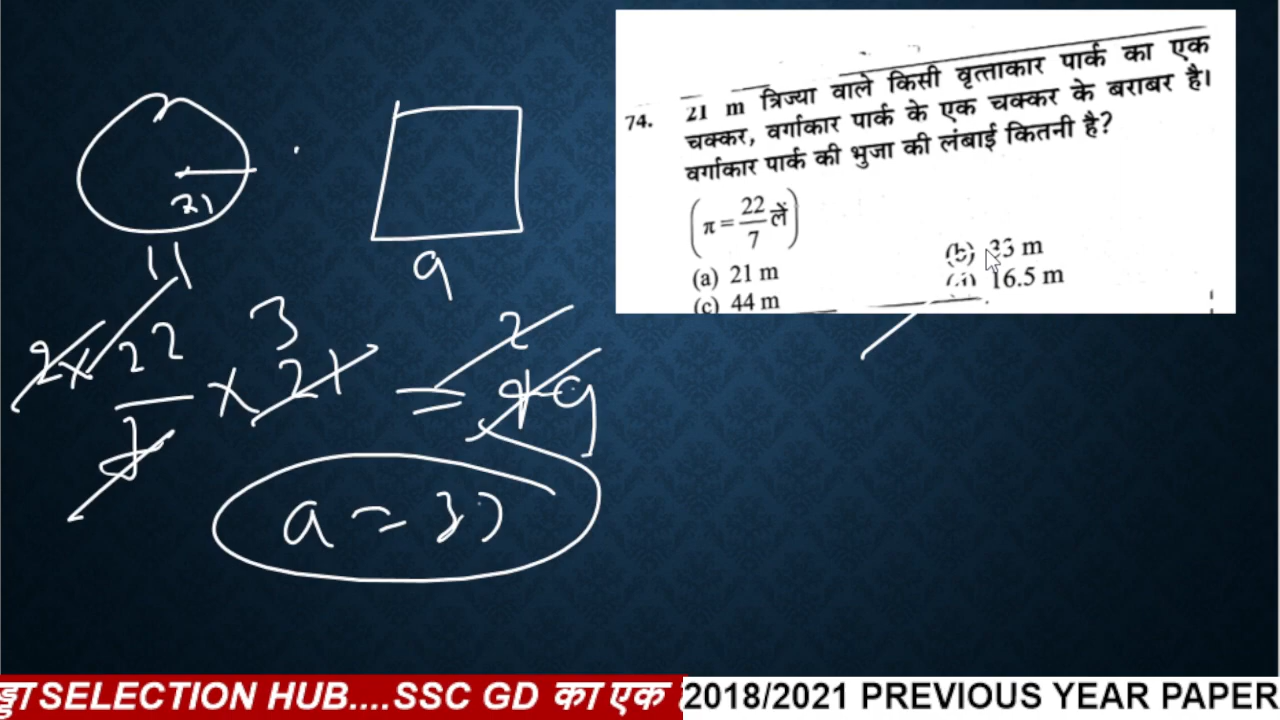 74. 21 m त्रिज्या वाले किसी वृत्ताकार पार्क का एक
चक्कर, वर्गाकार पार्क के एक चक्कर के बराबर है।
वर्गाकार पार्क की भुजा की लंबाई कितनी है?
(π = 22/7 लें)
(a) 21 m (b) 33 m
(c) 44 m (d) 16.5 m
21
a
11
3
2
2 × 22/7 × 21 = 4a
a = 33
SELECTION HUB....SSC GD का एक 2018/2021 PREVIOUS YEAR PAPER